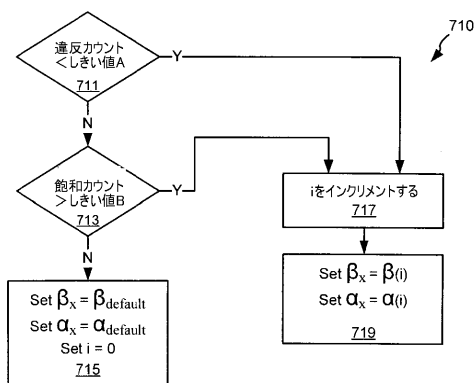 710
違反カウント
<しきい値A
711
Y
N
飽和カウント
>しきい値B
713
Y
N
iをインクリメントする
717
Set βx = βdefault
Set αx = αdefault
Set i = 0
715
Set βx = β(i)
Set αx = α(i)
719